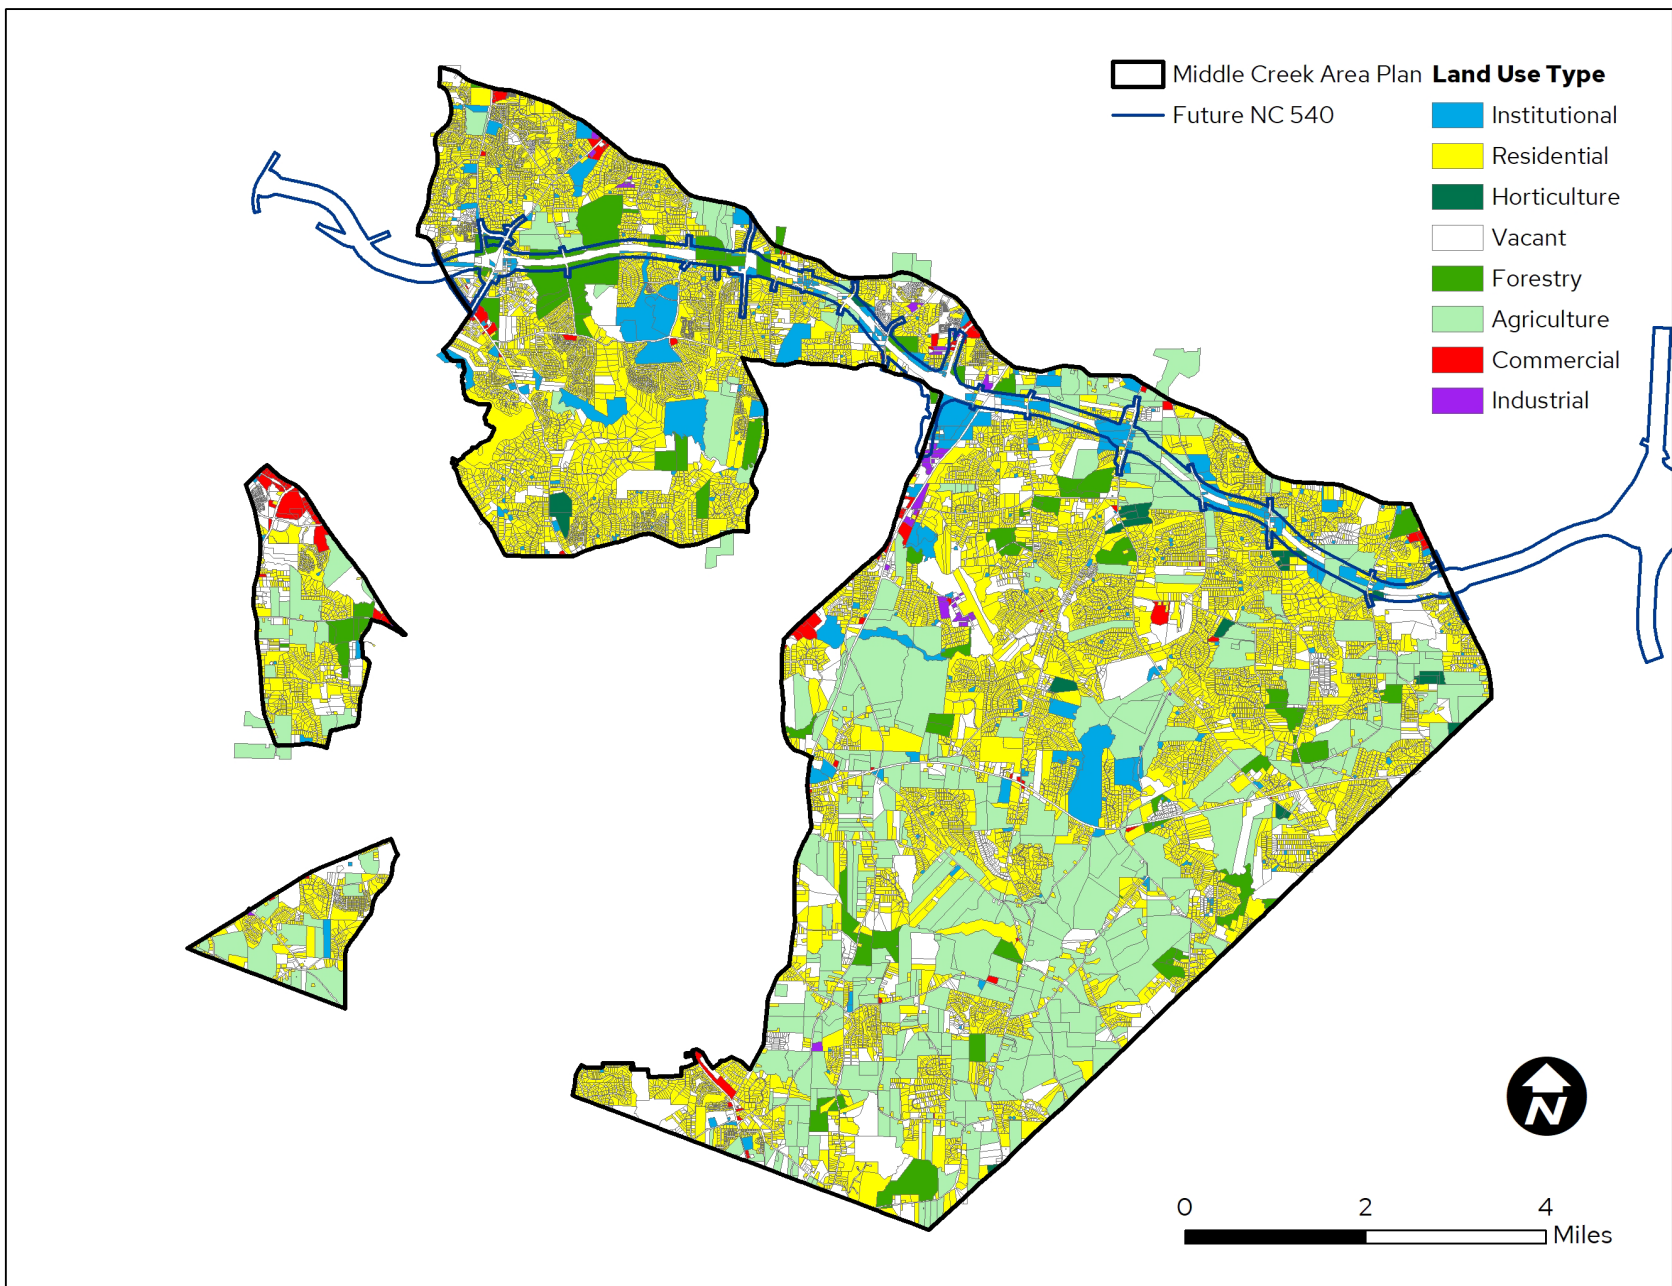 Middle Creek Area Plan
Future NC 540
Land Use Type
Institutional
Residential
Horticulture
Vacant
Forestry
Agriculture
Commercial
Industrial
N
0 2 4
Miles